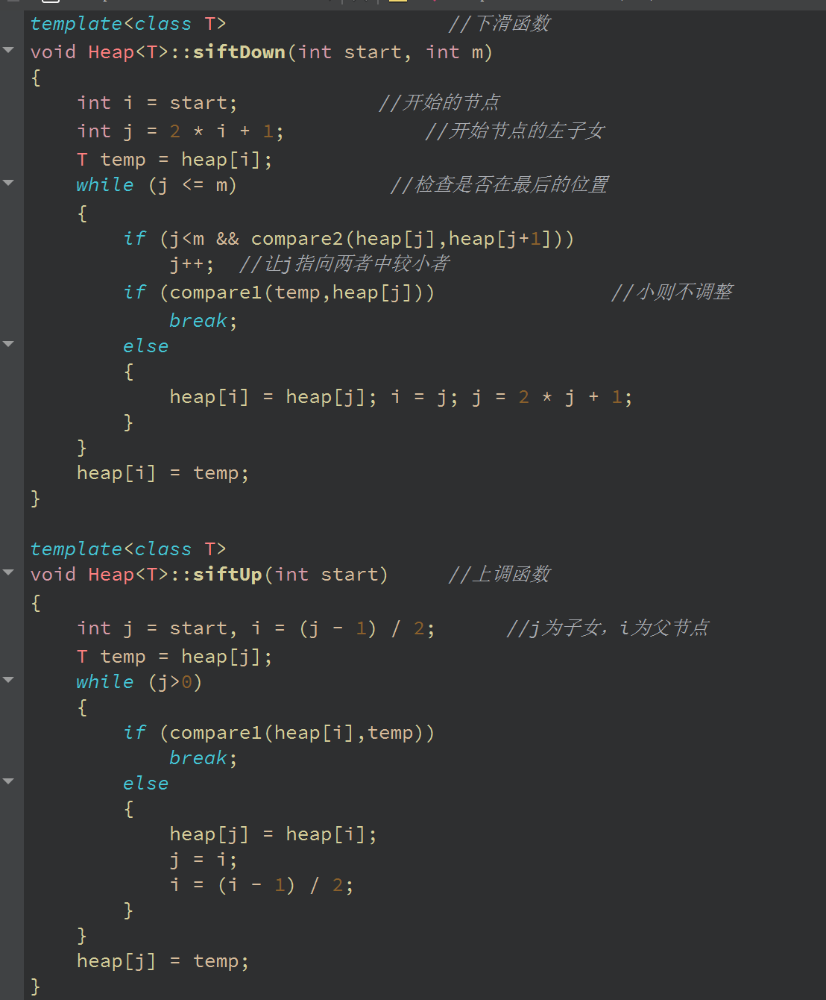 template<class T>                   //下滑函数
void Heap<T>::siftDown(int start, int m)
{
    int i = start;            //开始的节点
    int j = 2 * i + 1;            //开始节点的左子女
    T temp = heap[i];
    while (j <= m)             //检查是否在最后的位置
    {
        if (j<m && compare2(heap[j],heap[j+1]))
            j++;  //让j指向两者中较小者
        if (compare1(temp,heap[j]))               //小则不调整
            break;
        else
        {
            heap[i] = heap[j]; i = j; j = 2 * j + 1;
        }
    }
    heap[i] = temp;
}
template<class T>
void Heap<T>::siftUp(int start)     //上调函数
{
    int j = start, i = (j - 1) / 2;      //j为子女，i为父节点
    T temp = heap[j];
    while (j>0)
    {
        if (compare1(heap[i],temp))
            break;
        else
        {
            heap[j] = heap[i];
            j = i;
            i = (i - 1) / 2;
        }
    }
    heap[j] = temp;
}